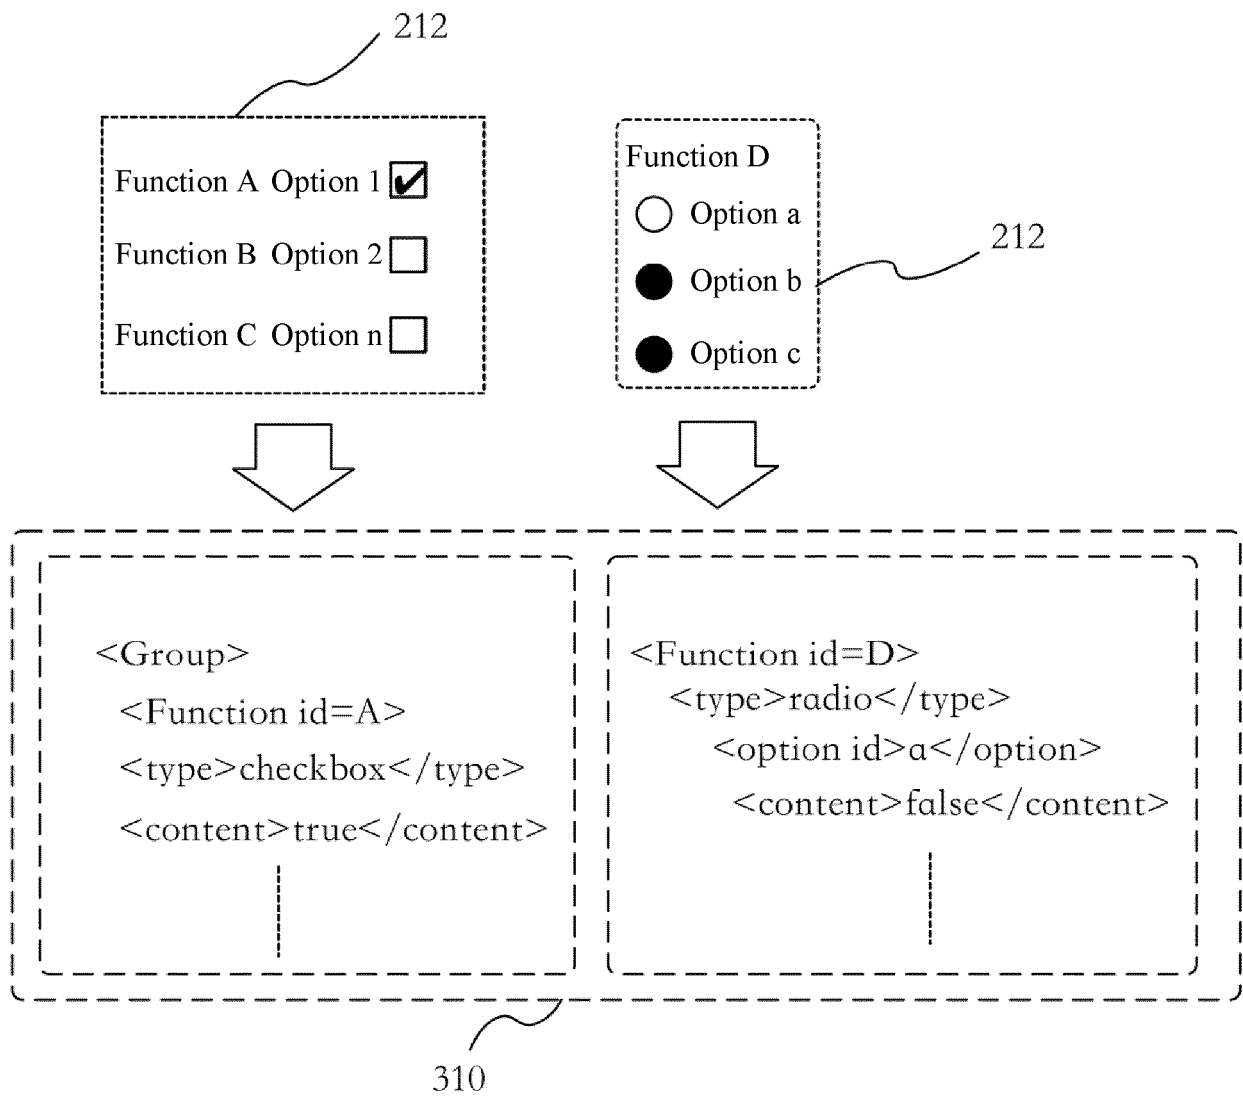 212
Function A Option 1
Function B Option 2
Function C Option n
Function D
Option a
Option b
Option c
212
<Group>
<Function id=A>
<type>checkbox</type>
<content>true</content>
<Function id=D>
<type>radio</type>
<option id>a</option>
<content>false</content>
310